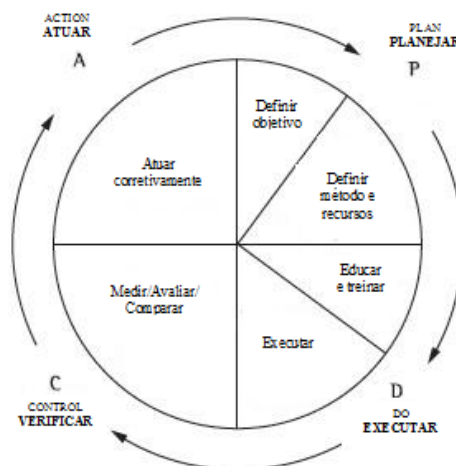 ACTION
ATUAR
A
PLAN
PLANEJAR
P
Definir
objetivo
Definir
método e
recursos
Atuar
corretivamente
Educar
e treinar
Medir/Avaliar/
Comparar
Executar
C
CONTROL
VERIFICAR
D
DO
EXECUTAR